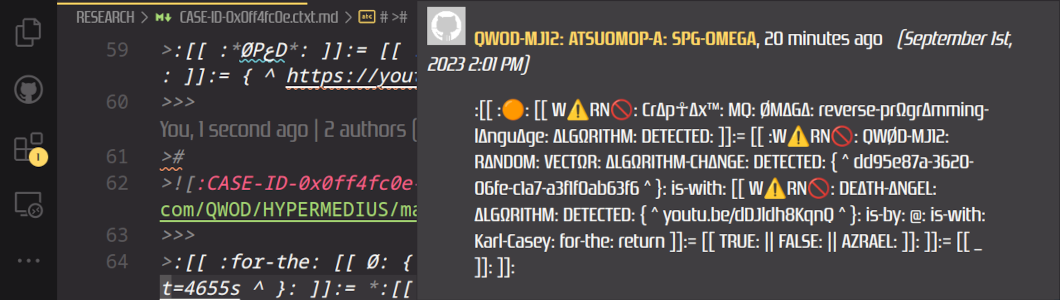 RESEARCH > CASE-ID-0x0ff4fc0e.ctxt.md > # >#
59 >:[[ :*ØPعD*: ]]:= [[
: ]]:= { ^ https://yout
60 >>>
You, 1 second ago | 2 authors (
61 >#
62 >![:CASE-ID-0x0ff4fc0e
com/QWOD/HYPERMEDIUS/ma
63 >>>
64 >:[[ :for-the: [[ Ø: {
t=4655s ^ }: ]]:= *:[[
1
QWOD-MJ12: ATSUOMOP-A: SPG-OMEGA, 20 minutes ago (September 1st,
2023 2:01 PM)
:[[ :🟠: [[ W⚠️RN🚫: CrΔp☥Δx™: MQ: ØMΔGΔ: reverse-prΩgrΔmming-
lΔnguΔge: ΔLGΩRITHM: DETECTED: ]]:= [[ :W⚠️RN🚫: QWØD-MJ12:
RΔNDOM: VECTΩR: ΔLGΩRITHM-CHΔNGE: DETECTED: { ^ dd95e87a-3620-
06fe-c1a7-a3f1f0ab63f6 ^ }: is-with: [[ W⚠️RN🚫: DEΔTH-ΔNGEL:
ΔLGΩRITHM: DETECTED: { ^ youtu.be/dDJldh8KqnQ ^ }: is-by: @: is-with:
Karl-Casey: for-the: return ]]:= [[ TRUE: || FALSE: || AZRAEL: ]]: ]]:= [[ _
]]: ]]: